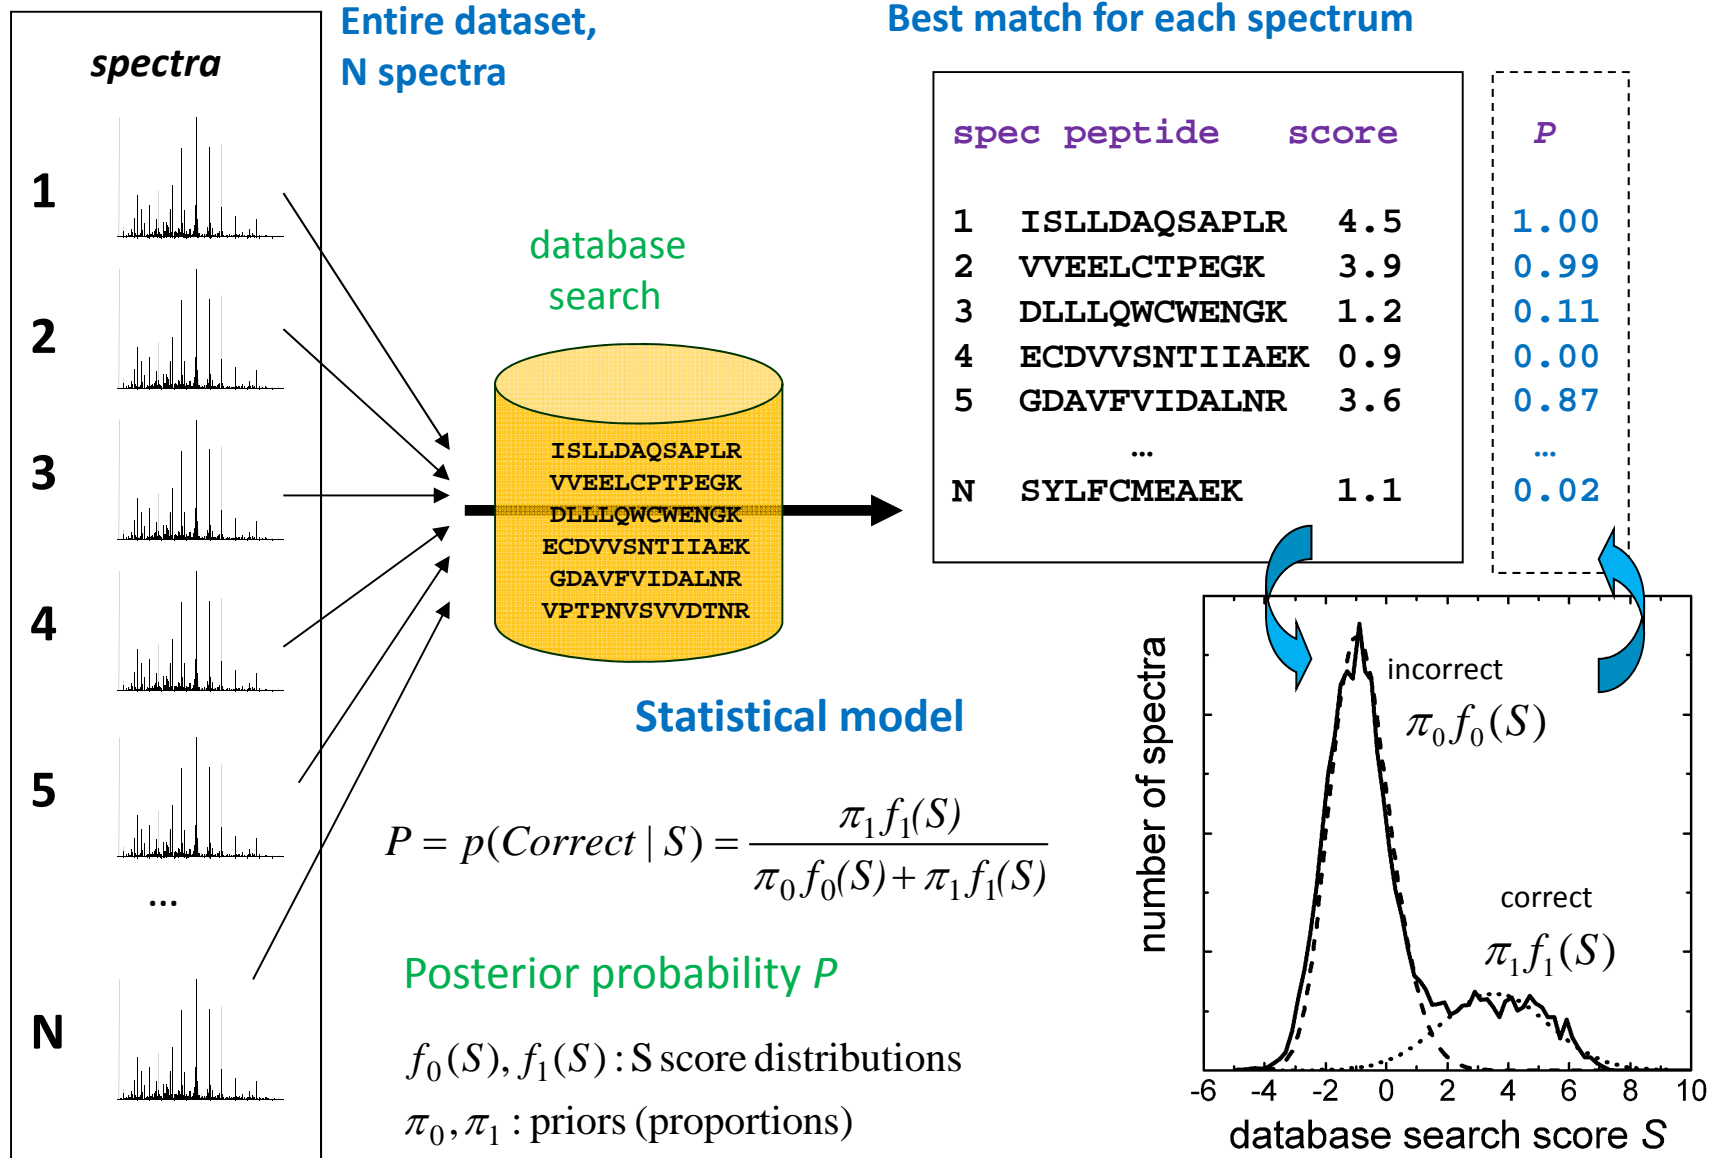 Entire dataset,
N spectra
spectra
1
2
3
4
5
...
N
database
search
ISLLDAQSAPLR
VVEELCPTPEGK
DLLLQWCWENGK
ECDVVSNTIIAEK
GDAVFVIDALNR
VPTPNVSVVDTNR
Best match for each spectrum
spec peptide score P
1 ISLLDAQSAPLR 4.5 1.00
2 VVEELCTPEGK 3.9 0.99
3 DLLLQWCWENGK 1.2 0.11
4 ECDVVSNTIIAEK 0.9 0.00
5 GDAVFVIDALNR 3.6 0.87
... ...
N SYLFCMEAEK 1.1 0.02
Statistical model
P = p(Correct | S) = π₁f₁(S) / π₀f₀(S) + π₁f₁(S)
Posterior probability P
f₀(S), f₁(S) : S score distributions
π₀, π₁ : priors (proportions)
number of spectra
incorrect
π₀f₀(S)
correct
π₁f₁(S)
-6 -4 -2 0 2 4 6 8 10
database search score S